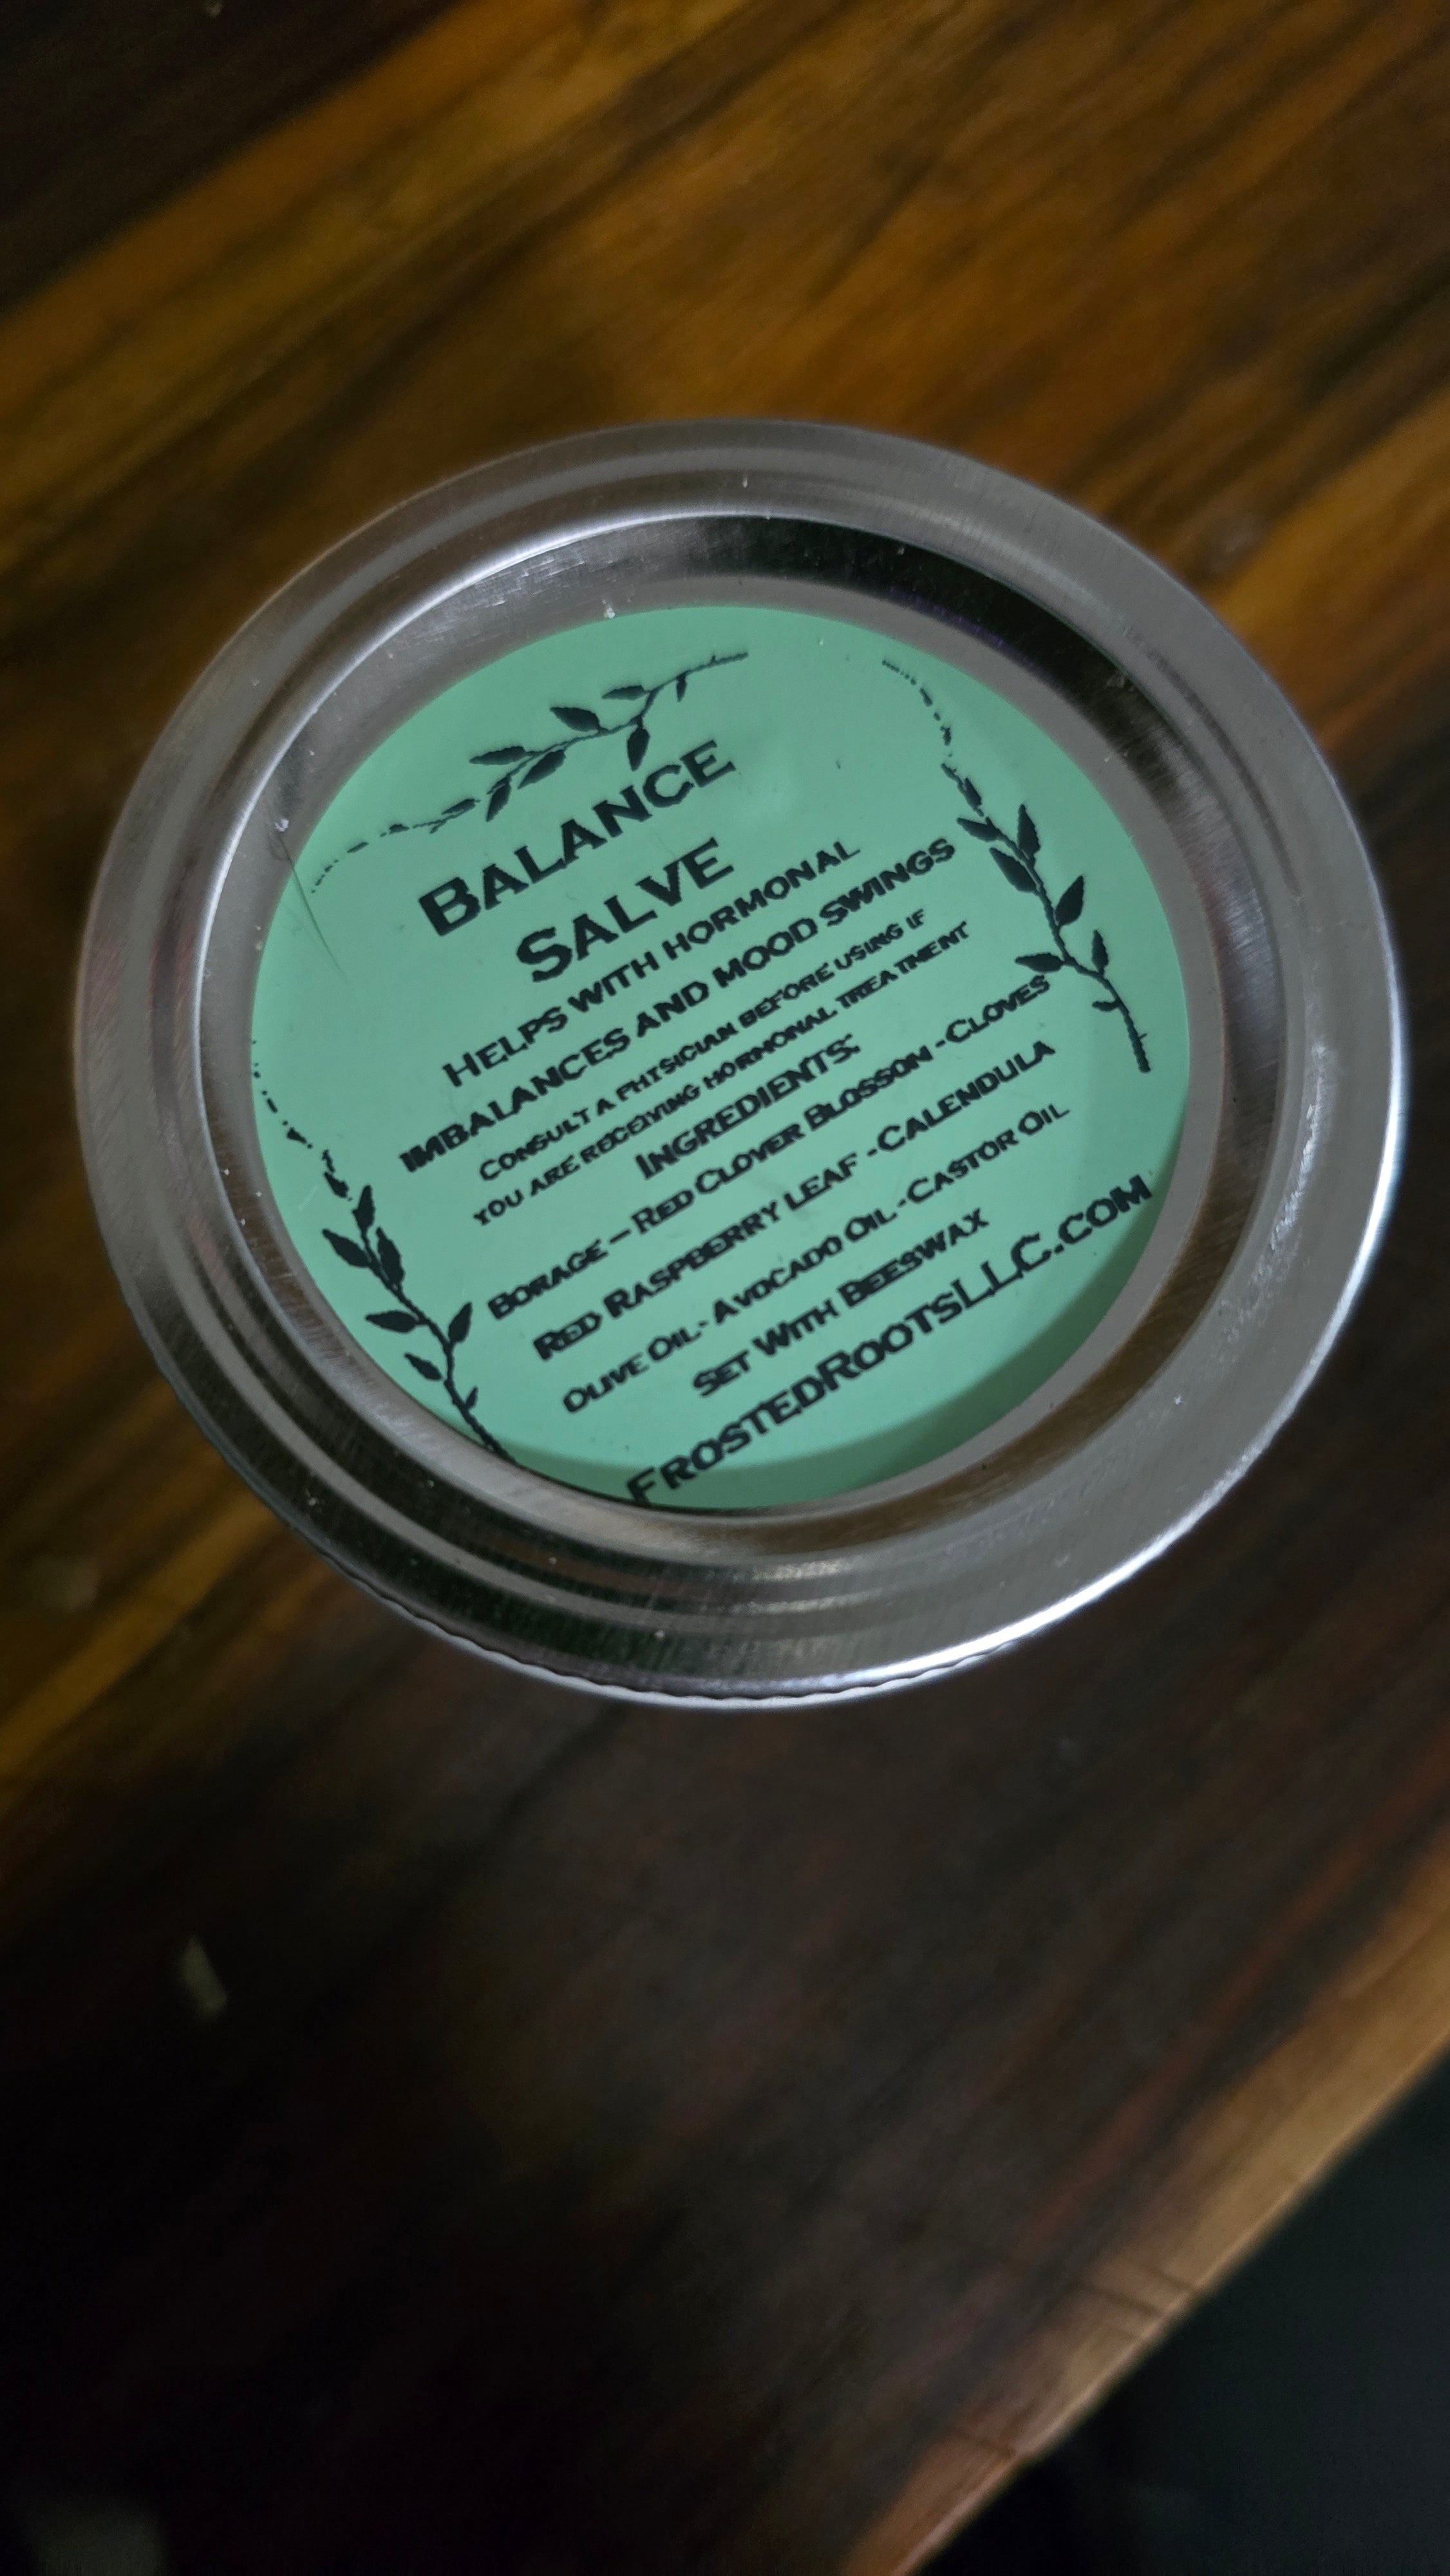 BALANCE
SALVE
HELPS WITH HORMONAL
IMBALANCES AND MOOD SWINGS
CONSULT A PHISICIAN BEFORE USING IF
YOU ARE RECEIVING HORMONAL TREATMENT
INGREDIENTS:
BORAGE – RED CLOVER BLOSSOM -CLOVES
RED RASPBERRY LEAF -CALENDULA
OLIVE OIL- AVOCADO OIL -CASTOR OIL
SET WITH BEESWAX
FROSTEDROOTSLLC.COM